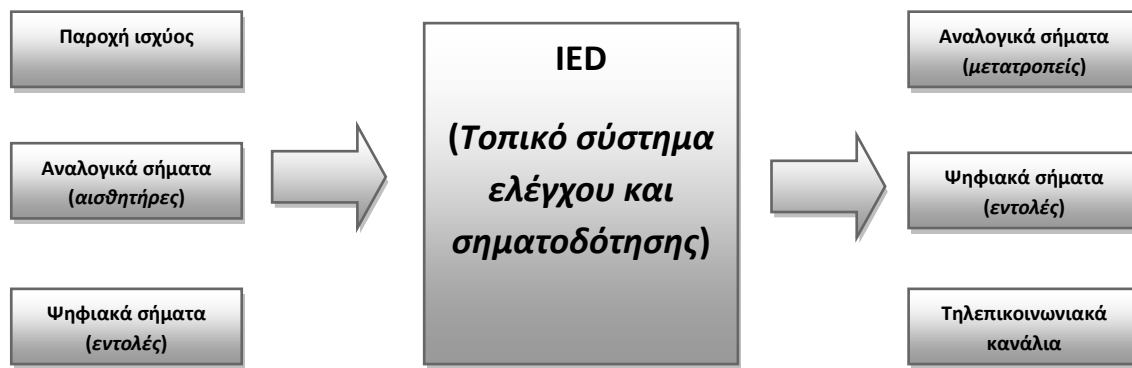 Παροχή ισχύος
Αναλογικά σήματα
(αισθητήρες)
Ψηφιακά σήματα
(εντολές)
IED
(Τοπικό σύστημα
ελέγχου και
σηματοδότησης)
Αναλογικά σήματα
(μετατροπείς)
Ψηφιακά σήματα
(εντολές)
Τηλεπικοινωνιακά
κανάλια